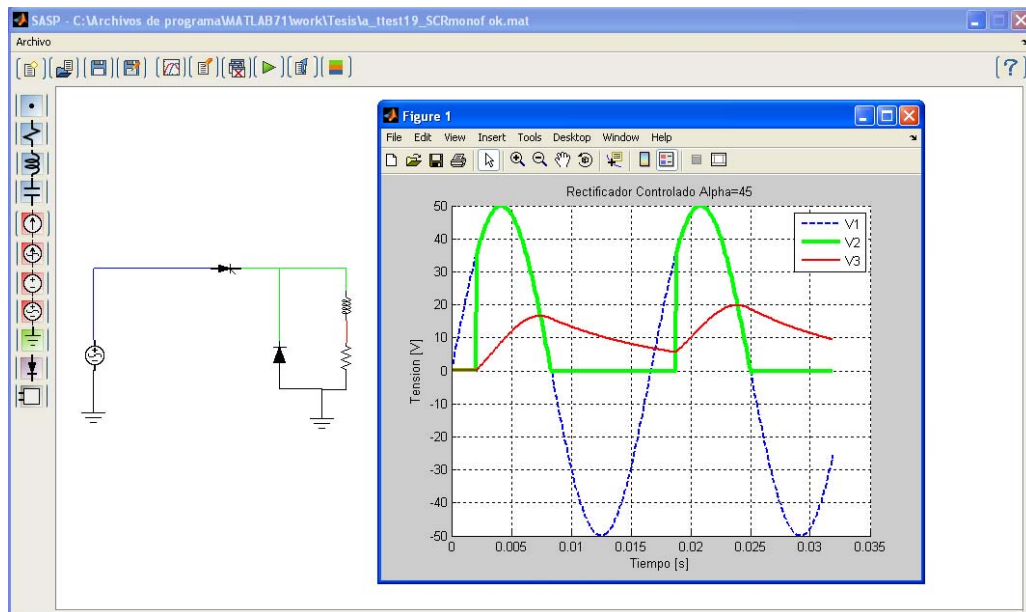 SASP - C:\Archivos de programa\MATLAB71\work\Tesis\a_ttest19_SCRmonof ok.mat
Archivo
Figure 1
File Edit View Insert Tools Desktop Window Help
Rectificador Controlado Alpha=45
V1
V2
V3
50
40
30
20
10
0
-10
-20
-30
-40
-50
Tension [V]
0 0.005 0.01 0.015 0.02 0.025 0.03 0.035
Tiempo [s]